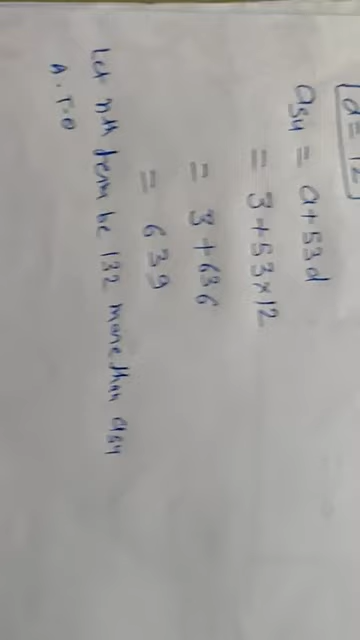 d = 12
a54 = a+53d
= 3+53×12
= 3+636
= 639
Let nth term be 132 more than a54
A.T.Q